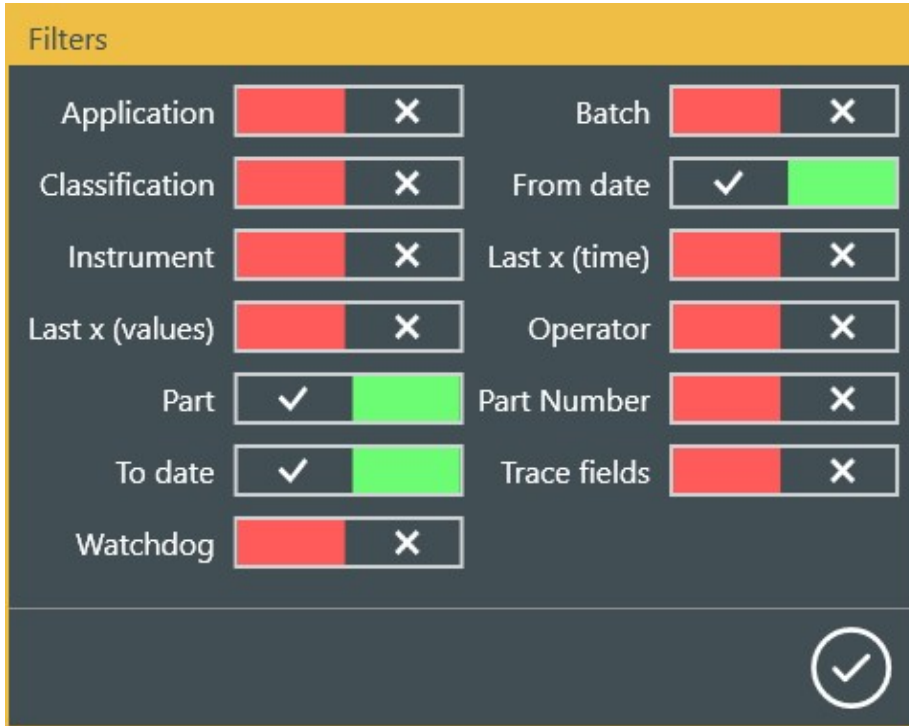 Filters
Application Batch
Classification From date
Instrument Last x (time)
Last x (values) Operator
Part Part Number
To date Trace fields
Watchdog